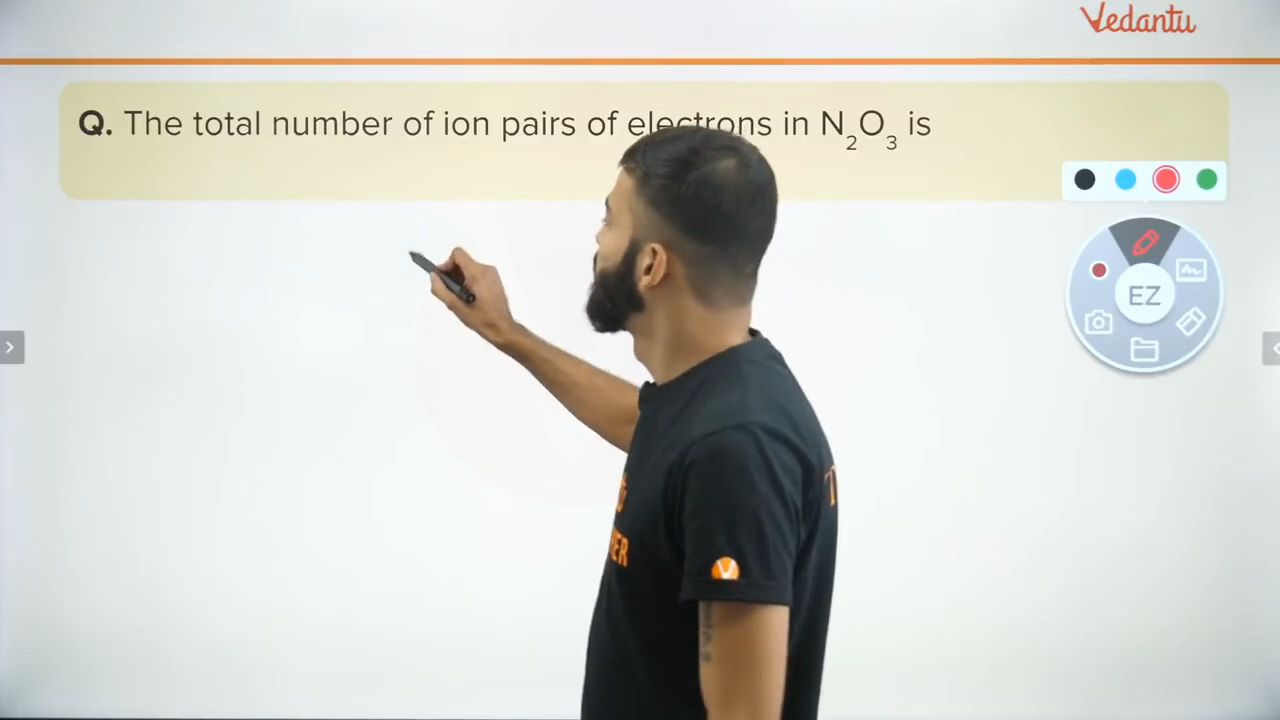 Vedantu
Q. The total number of ion pairs of electrons in N₂O₃ is
EZ